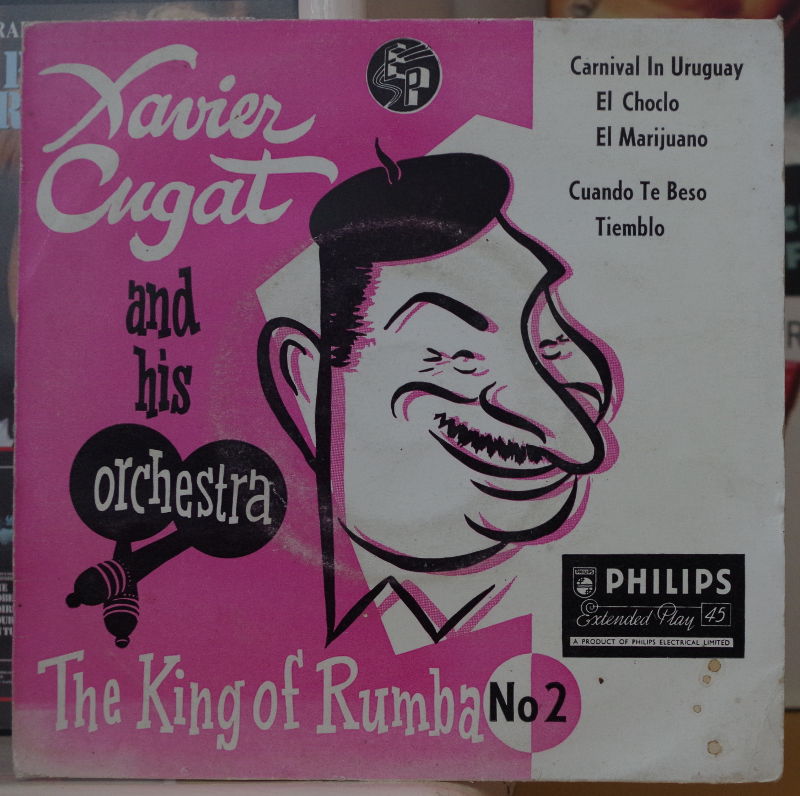 Xavier
Cugat
and
his
orchestra
The King of Rumba No 2
EP
Carnival In Uruguay
El Choclo
El Marijuano
Cuando Te Beso
Tiemblo
PHILIPS
PHILIPS
Extended Play 45
A PRODUCT OF PHILIPS ELECTRICAL LIMITED